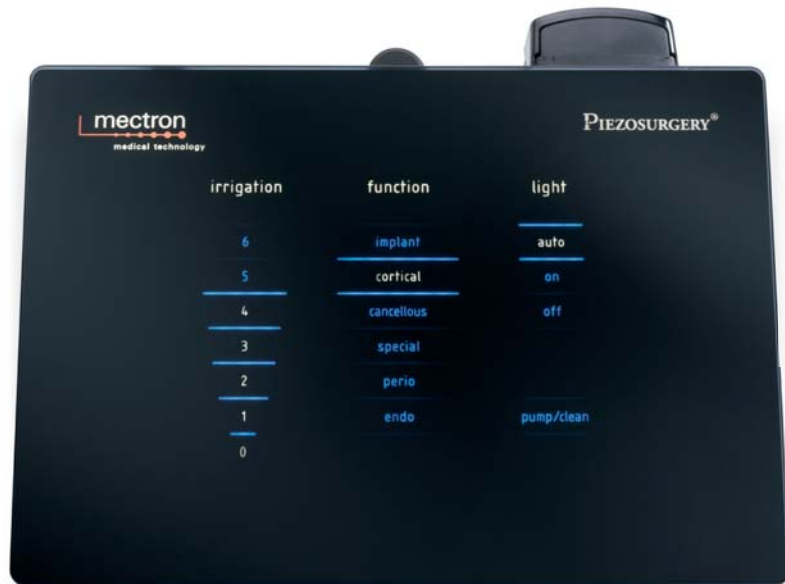 mectron
medical technology
PIEZOSURGERY®
irrigation function light
6 implant auto
5 cortical on
4 cancellous off
3 special
2 perio
1 endo pump/clean
0